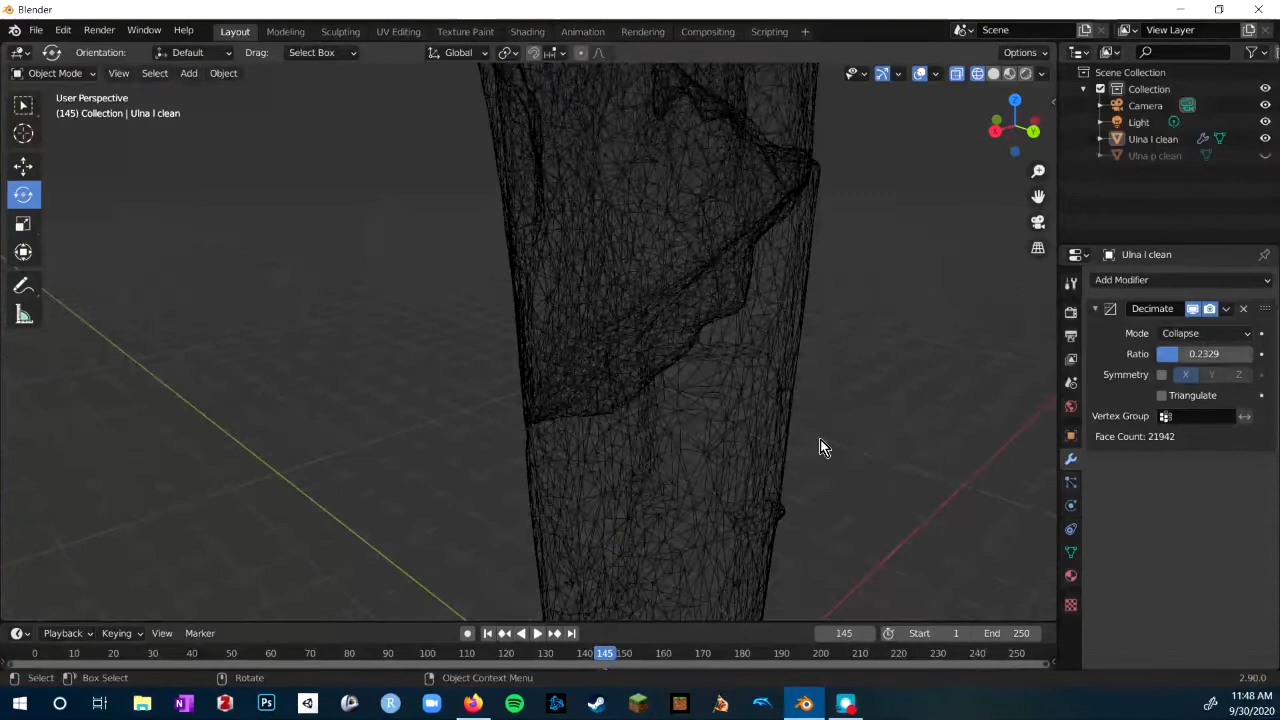 Blender
File Edit Render Window Help
Layout Modeling Sculpting UV Editing Texture Paint Shading Animation Rendering Compositing Scripting +
Scene
View Layer
Orientation: Default Drag: Select Box
Global
Options
Object Mode View Select Add Object
User Perspective
(145) Collection | Ulna l clean
Z
X Y
Scene Collection
Collection
Camera
Light
Ulna l clean
Ulna p clean
Ulna l clean
Add Modifier
Decimate
Mode Collapse
Ratio 0.2329
Symmetry X Y Z
Triangulate
Vertex Group
Face Count: 21942
Playback Keying View Marker
145 Start 1 End 250
0 10 20 30 40 50 60 70 80 90 100 110 120 130 140 145 150 160 170 180 190 200 210 220 230 240 250
Select Box Select Rotate Object Context Menu
2.90.0
11:48 AM
9/30/2020